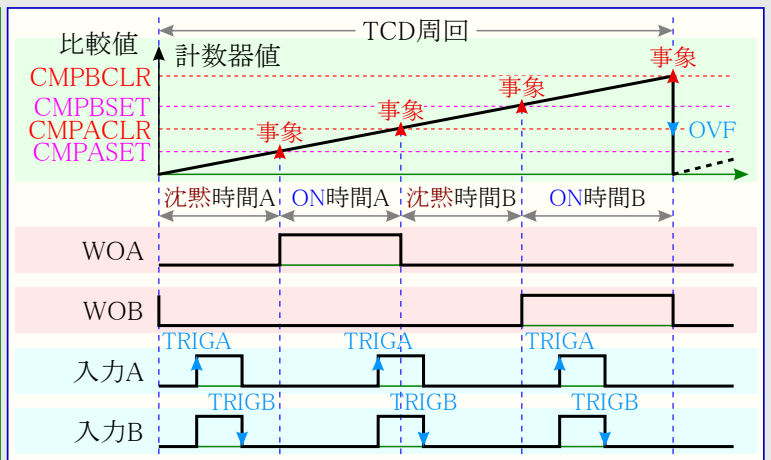 TCD周回
比較値
計数器値
CMPBCLR
CMPBSET
CMPACLR
CMPASET
事象
事象
事象
事象
OVF
沈黙時間A
ON時間A
沈黙時間B
ON時間B
WOA
WOB
TRIGA
TRIGA
TRIGA
入力A
TRIGB
TRIGB
TRIGB
入力B